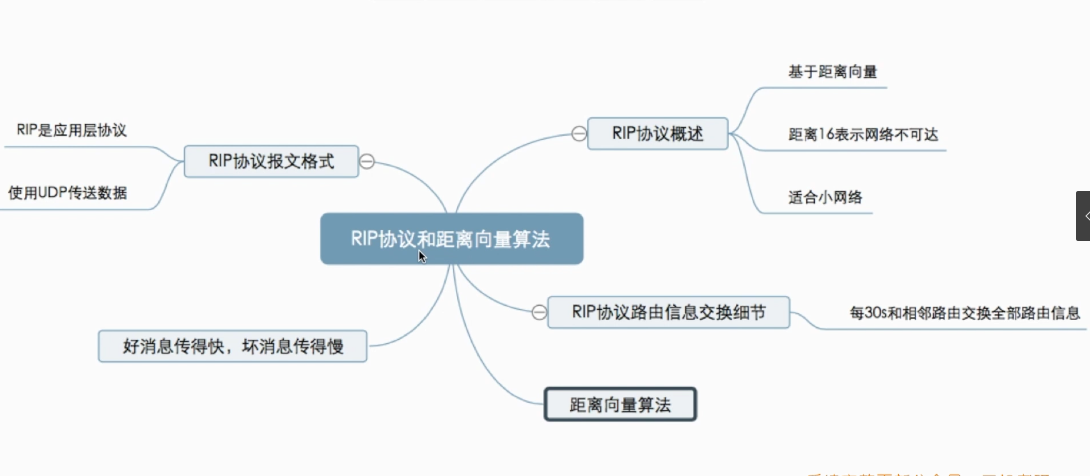 RIP协议和距离向量算法
RIP协议概述
基于距离向量
距离16表示网络不可达
适合小网络
RIP协议路由信息交换细节
每30s和相邻路由交换全部路由信息
距离向量算法
好消息传得快，坏消息传得慢
RIP协议报文格式
RIP是应用层协议
使用UDP传送数据